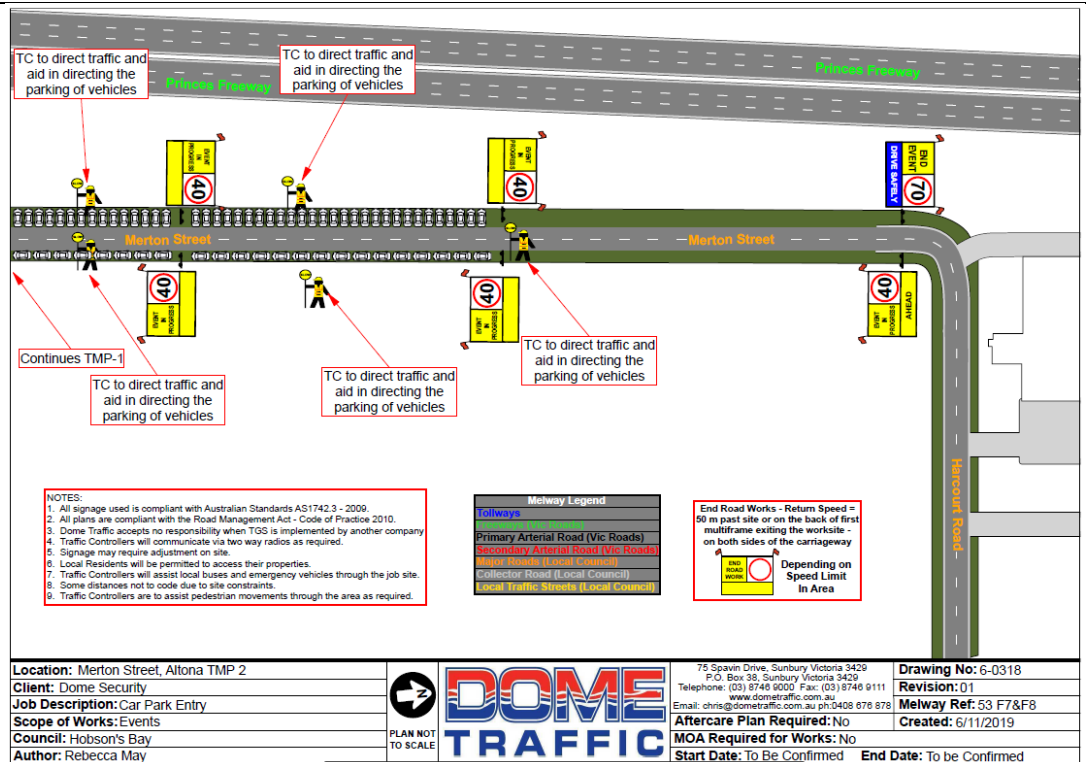 TC to direct traffic and
aid in directing the
parking of vehicles
TC to direct traffic and
aid in directing the
parking of vehicles
Princes Freeway
Princes Freeway
EVENT
IN
PROGRESS
40
EVENT
IN
PROGRESS
40
END
EVENT
70
DRIVE SAFELY
Merton Street
Merton Street
40
EVENT
IN
PROGRESS
40
EVENT
IN
PROGRESS
40
AHEAD
EVENT
IN
PROGRESS
Continues TMP-1
TC to direct traffic and
aid in directing the
parking of vehicles
TC to direct traffic and
aid in directing the
parking of vehicles
TC to direct traffic and
aid in directing the
parking of vehicles
Harcourt Road
NOTES:
1. All signage used is compliant with Australian Standards AS1742.3 - 2009.
2. All plans are compliant with the Road Management Act - Code of Practice 2010.
3. Dome Traffic accepts no responsibility when TGS is implemented by another company
4. Traffic Controllers will communicate via two way radios as required.
5. Signage may require adjustment on site.
6. Local Residents will be permitted to access their properties.
7. Traffic Controllers will assist local buses and emergency vehicles through the job site.
8. Some distances not to code due to site constraints.
9. Traffic Controllers are to assist pedestrian movements through the area as required.
Melway Legend
Tollways
Freeways (Vic Roads)
Primary Arterial Road (Vic Roads)
Secondary Arterial Road (Vic Roads)
Major Roads (Local Council)
Collector Road (Local Council)
Local Traffic Streets (Local Council)
End Road Works - Return Speed =
50 m past site or on the back of first
multiframe exiting the worksite -
on both sides of the carriageway
END
ROAD
WORK
Depending on
Speed Limit
In Area
Location: Merton Street, Altona TMP 2
Client: Dome Security
Job Description: Car Park Entry
Scope of Works: Events
Council: Hobson's Bay
Author: Rebecca May
N
PLAN NOT
TO SCALE
DOME
TRAFFIC
75 Spavin Drive, Sunbury Victoria 3429
P.O. Box 38, Sunbury Victoria 3429
Telephone: (03) 8746 9000 Fax: (03) 8746 9111
www.dometraffic.com.au
Email: chris@dometraffic.com.au ph:0408 676 878
Aftercare Plan Required: No
MOA Required for Works: No
Start Date: To Be Confirmed End Date: To be Confirmed
Drawing No: 6-0318
Revision: 01
Melway Ref: 53 F7&F8
Created: 6/11/2019